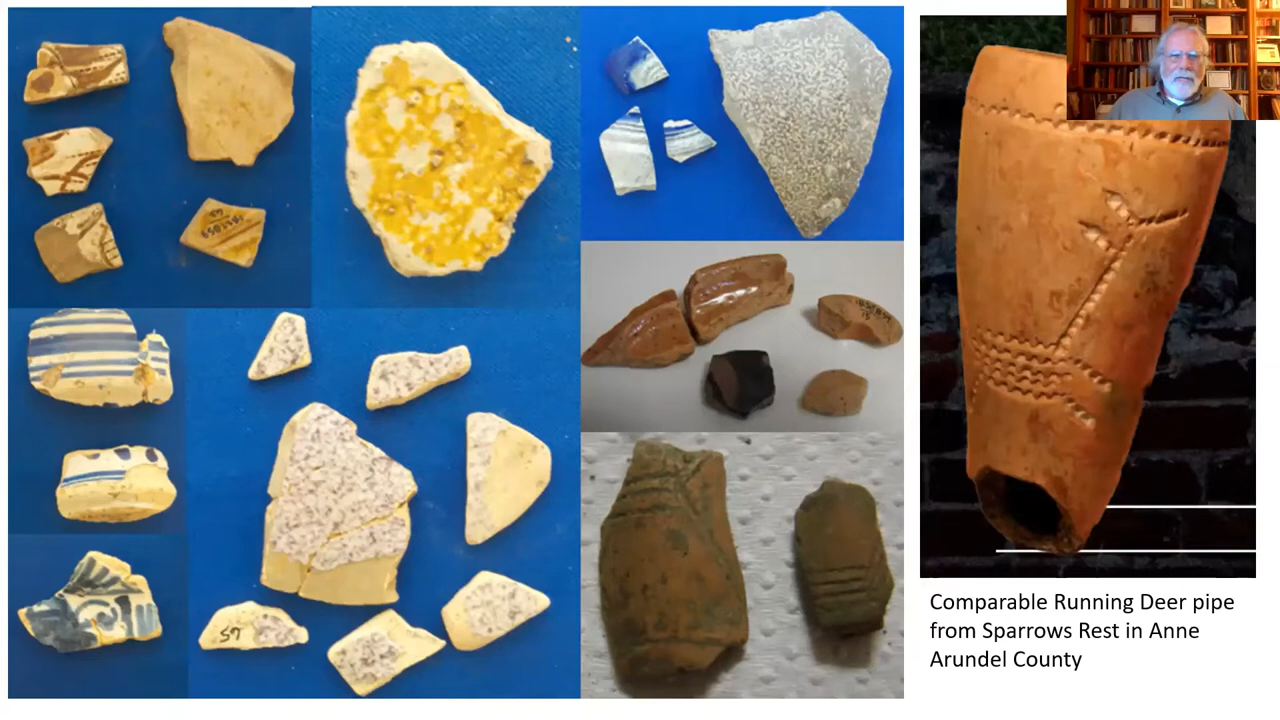 Comparable Running Deer pipe
from Sparrows Rest in Anne
Arundel County